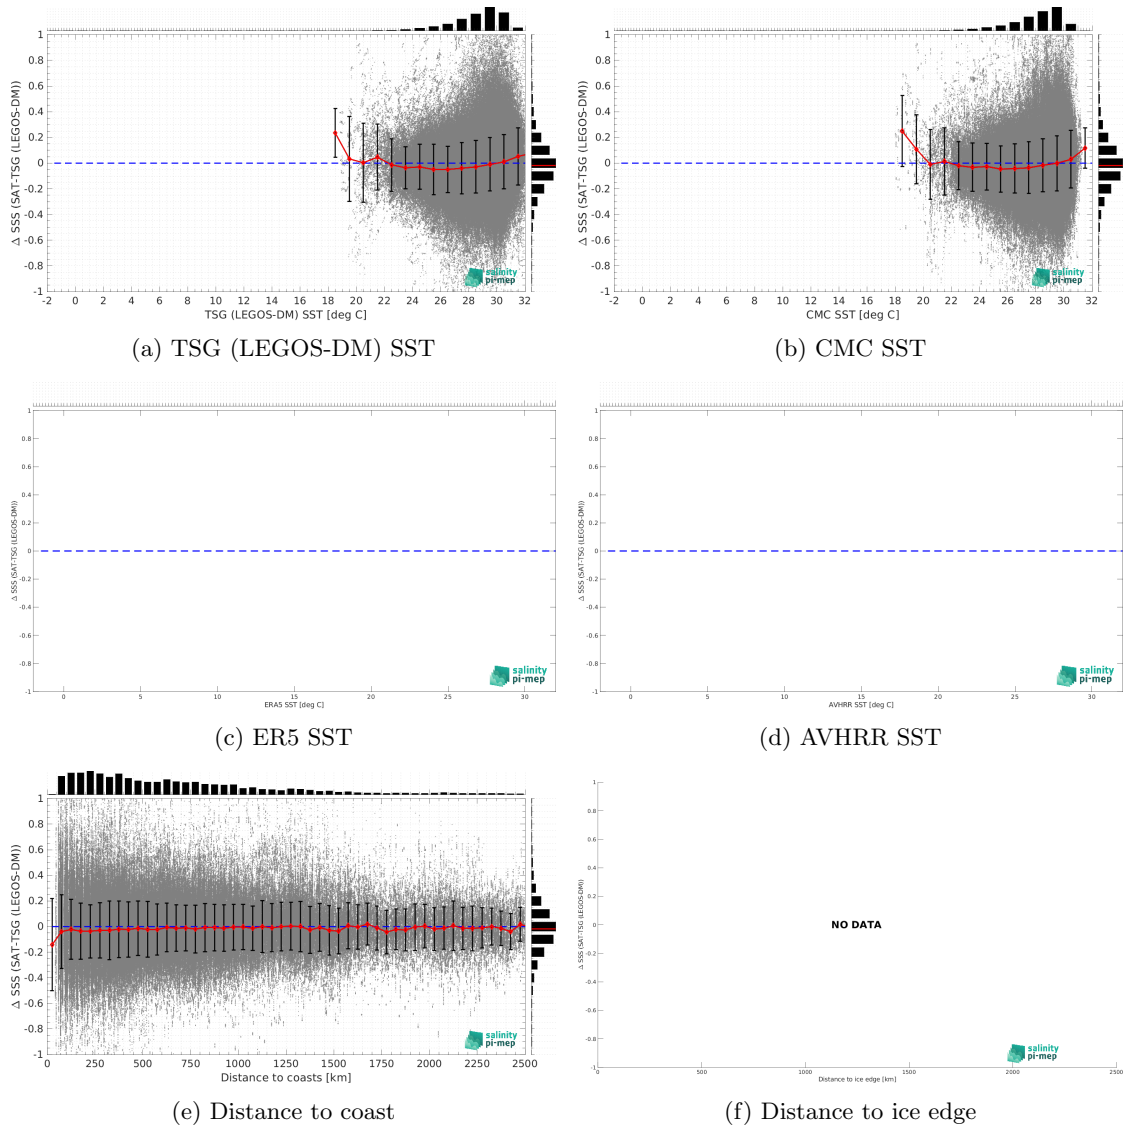 1
0.8
0.6
0.4
0.2
0
-0.2
-0.4
-0.6
-0.8
-1
Δ SSS (SAT-TSG (LEGOS-DM))
-2 0 2 4 6 8 10 12 14 16 18 20 22 24 26 28 30 32
TSG (LEGOS-DM) SST [deg C]
salinity
pi-mep
(a) TSG (LEGOS-DM) SST
1
0.8
0.6
0.4
0.2
0
-0.2
-0.4
-0.6
-0.8
-1
Δ SSS (SAT-TSG (LEGOS-DM))
-2 0 2 4 6 8 10 12 14 16 18 20 22 24 26 28 30 32
CMC SST [deg C]
salinity
pi-mep
(b) CMC SST
1
0.8
0.6
0.4
0.2
0
-0.2
-0.4
-0.6
-0.8
-1
Δ SSS (SAT-TSG (LEGOS-DM))
0 5 10 15 20 25 30
ERA5 SST [deg C]
salinity
pi-mep
(c) ER5 SST
1
0.8
0.6
0.4
0.2
0
-0.2
-0.4
-0.6
-0.8
-1
Δ SSS (SAT-TSG (LEGOS-DM))
0 5 10 15 20 25 30
AVHRR SST [deg C]
salinity
pi-mep
(d) AVHRR SST
1
0.8
0.6
0.4
0.2
0
-0.2
-0.4
-0.6
-0.8
-1
Δ SSS (SAT-TSG (LEGOS-DM))
0 250 500 750 1000 1250 1500 1750 2000 2250 2500
Distance to coasts [km]
salinity
pi-mep
(e) Distance to coast
1
0.8
0.6
0.4
0.2
0
-0.2
-0.4
-0.6
-0.8
-1
Δ SSS (SAT-TSG (LEGOS-DM))
NO DATA
0 500 1000 1500 2000 2500
Distance to ice edge [km]
salinity
pi-mep
(f) Distance to ice edge